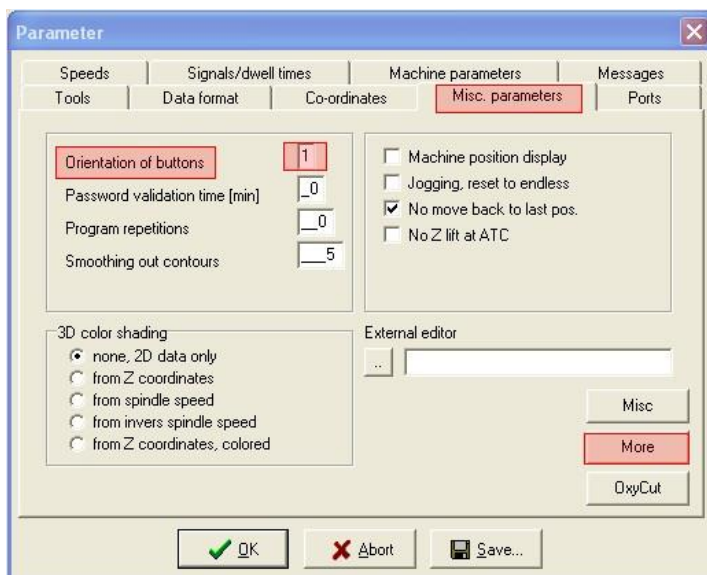 Parameter
Speeds
Signals/dwell times
Machine parameters
Messages
Tools
Data format
Co-ordinates
Misc. parameters
Ports
Orientation of buttons 1
Password validation time [min] _0
Program repetitions __0
Smoothing out contours ___5
Machine position display
Jogging, reset to endless
No move back to last pos.
No Z lift at ATC
3D color shading
none, 2D data only
from Z coordinates
from spindle speed
from invers spindle speed
from Z coordinates, colored
External editor
..
Misc
More
OxyCut
OK
Abort
Save...